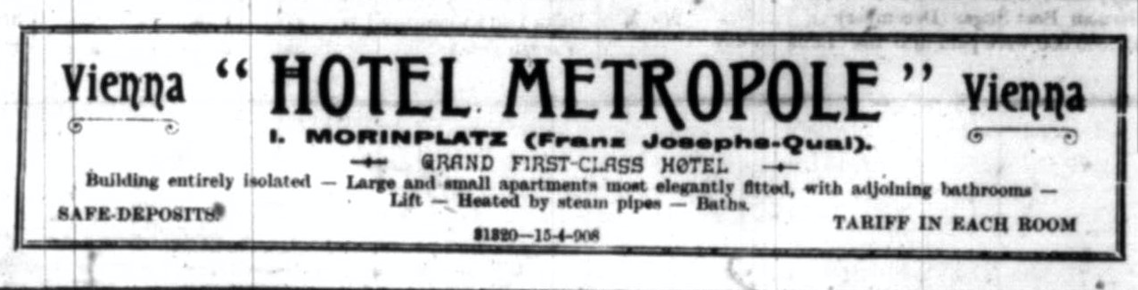 Vienna “ HOTEL METROPOLE ” Vienna
I. MORINPLATZ (Franz Josephs-Quai).
GRAND FIRST-CLASS HOTEL
Building entirely isolated — Large and small apartments most elegantly fitted, with adjoining bathrooms —
Lift — Heated by steam pipes — Baths.
SAFE-DEPOSITS
TARIFF IN EACH ROOM
31320—15-4-908